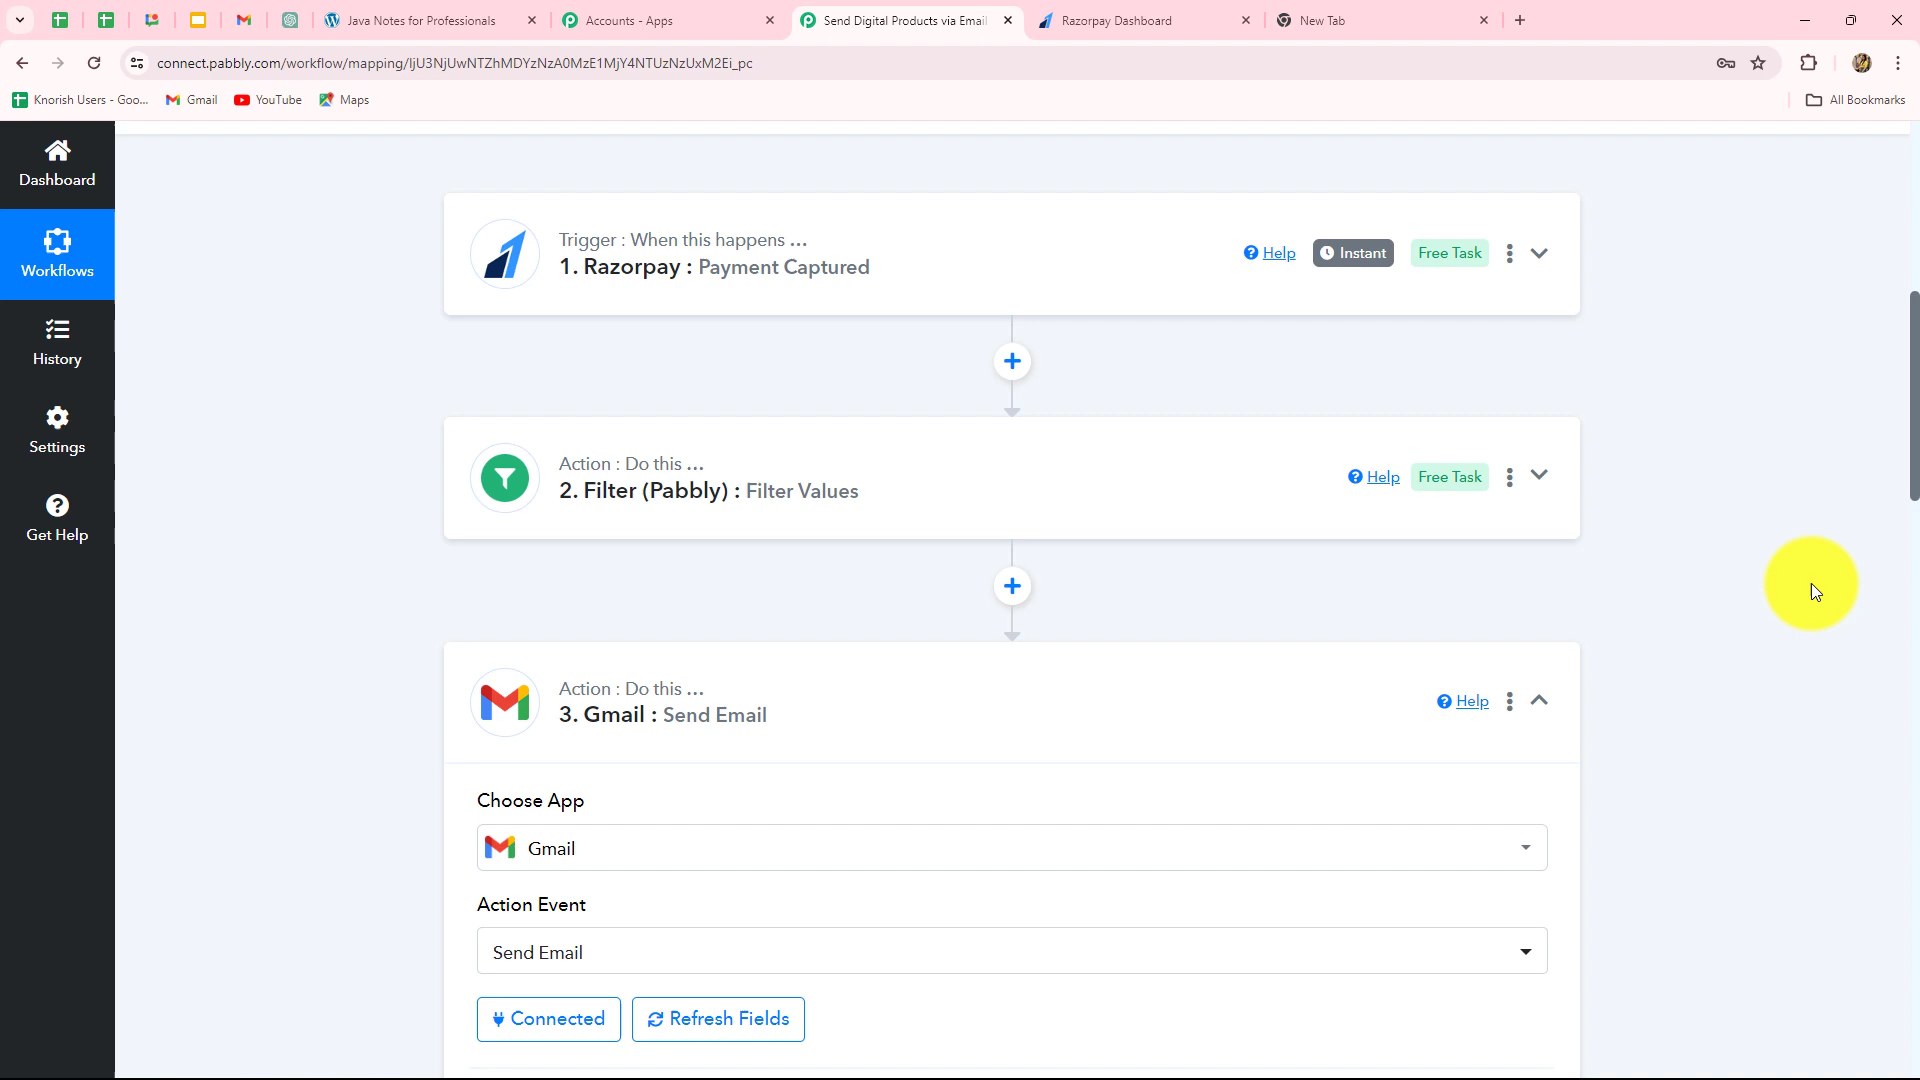 Java Notes for Professionals
Accounts - Apps
Send Digital Products via Email
Razorpay Dashboard
New Tab
connect.pabbly.com/workflow/mapping/IjU3NjUwNTZhMDYzNzA0MzE1MjY4NTUzNzUxM2Ei_pc
Knorish Users - Goo...
Gmail
YouTube
Maps
All Bookmarks
Dashboard
Workflows
History
Settings
Get Help
Trigger : When this happens ...
1. Razorpay : Payment Captured
Help
Instant
Free Task
Action : Do this ...
2. Filter (Pabbly) : Filter Values
Help
Free Task
Action : Do this ...
3. Gmail : Send Email
Help
Choose App
Gmail
Action Event
Send Email
Connected
Refresh Fields